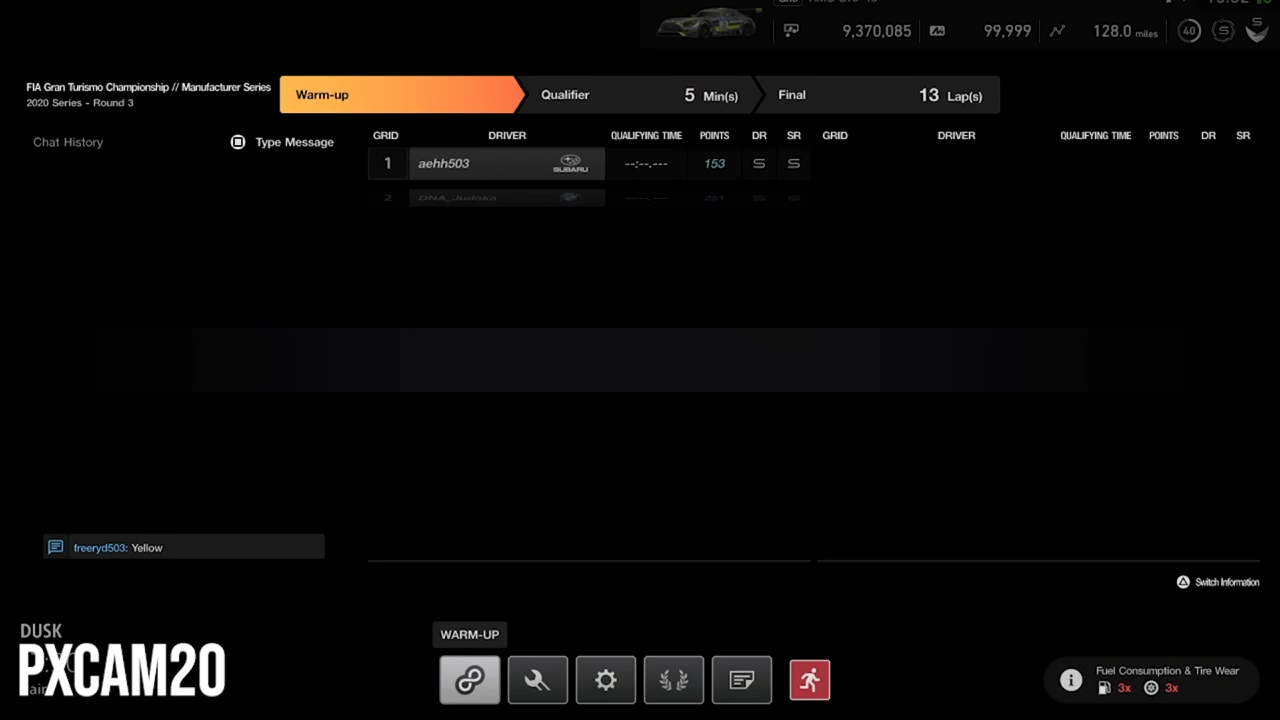 9,370,085
99,999
128.0 miles
40
S
S
FIA Gran Turismo Championship // Manufacturer Series
2020 Series - Round 3
Warm-up
Qualifier
5 Min(s)
Final
13 Lap(s)
Chat History
Type Message
GRID DRIVER QUALIFYING TIME POINTS DR SR GRID DRIVER QUALIFYING TIME POINTS DR SR
1 aehh503 SUBARU --:--.--- 153 S S
2 DNA_Judoka --:--.--- 281 S S
freeryd503: Yellow
Switch Information
DUSK
PXCAM20
WARM-UP
Fuel Consumption & Tire Wear
3x 3x